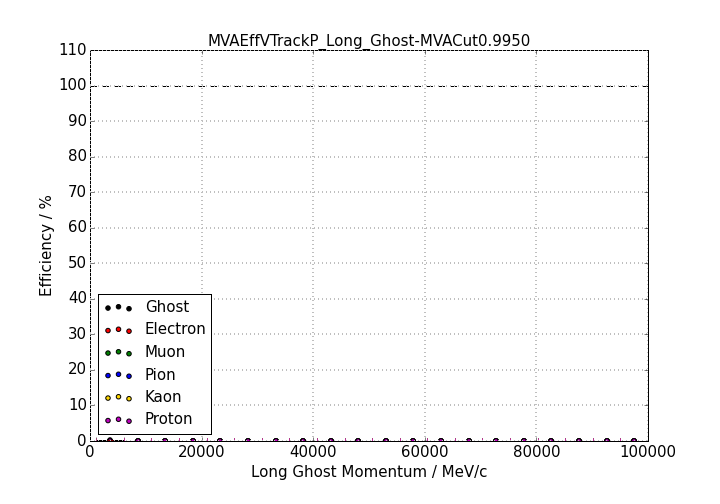 MVAEffVTrackP_Long_Ghost-MVACut0.9950
110
100
90
80
70
60
50
40
30
20
10
0
Efficiency / %
Ghost
Electron
Muon
Pion
Kaon
Proton
0 20000 40000 60000 80000 100000
Long Ghost Momentum / MeV/c